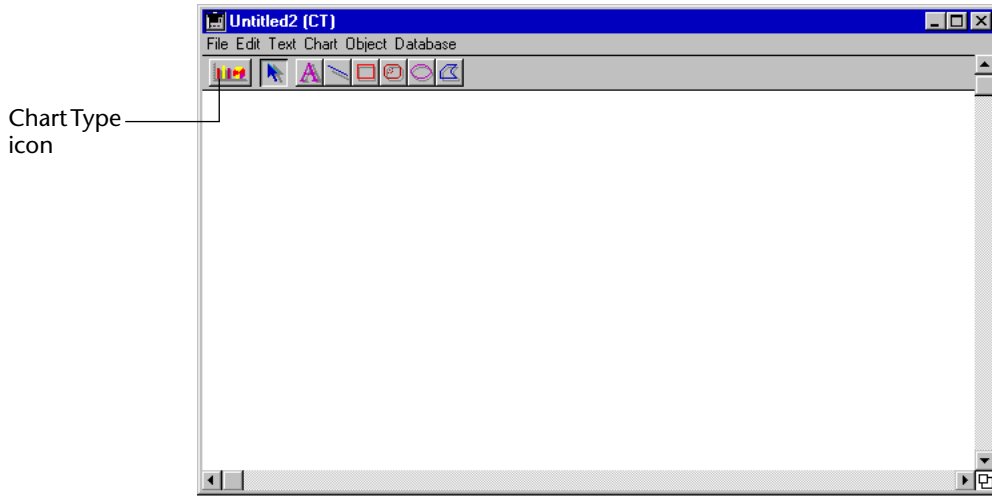 Untitled2 (CT)
File Edit Text Chart Object Database
A
Chart Type
icon